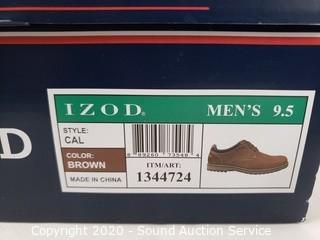 IZOD®
MEN'S 9.5
STYLE:
CAL
COLOR:
BROWN
MADE IN CHINA
ITM/ART:
1344724
D
Copyright 2020 - Sound Auction Service